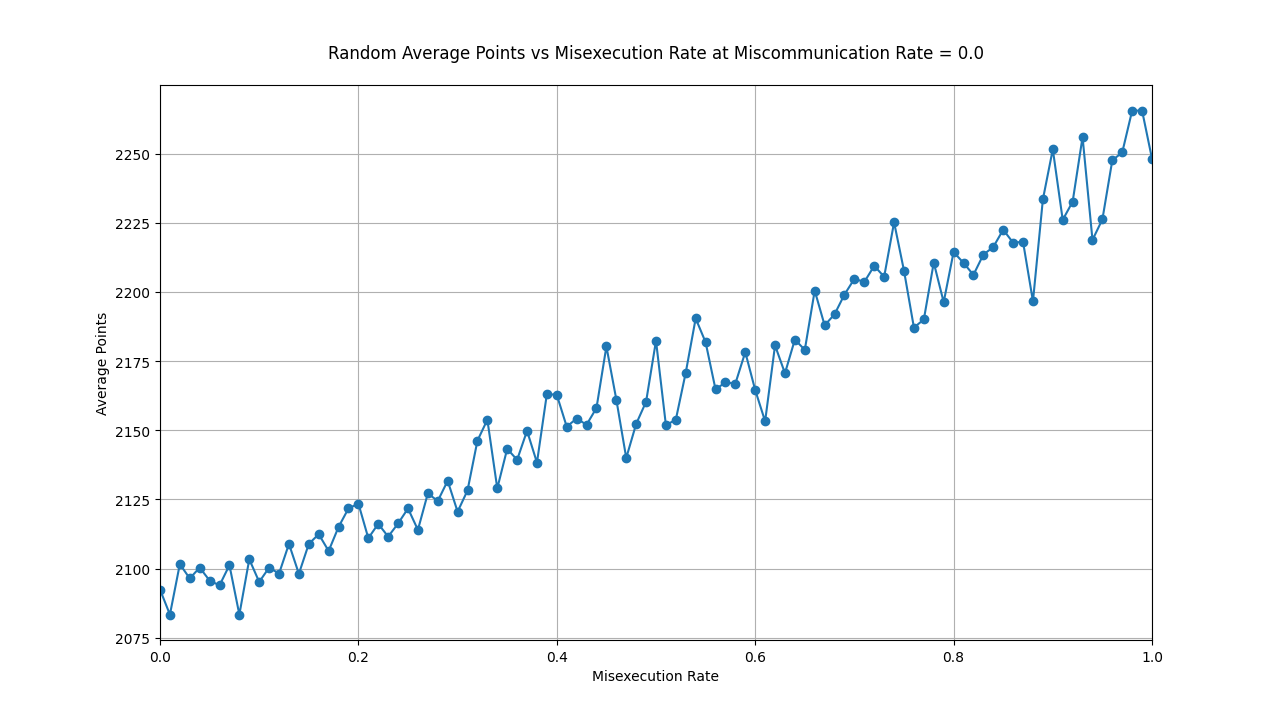 Random Average Points vs Misexecution Rate at Miscommunication Rate = 0.0
Average Points
2250
2225
2200
2175
2150
2125
2100
2075
0.0 0.2 0.4 0.6 0.8 1.0
Misexecution Rate